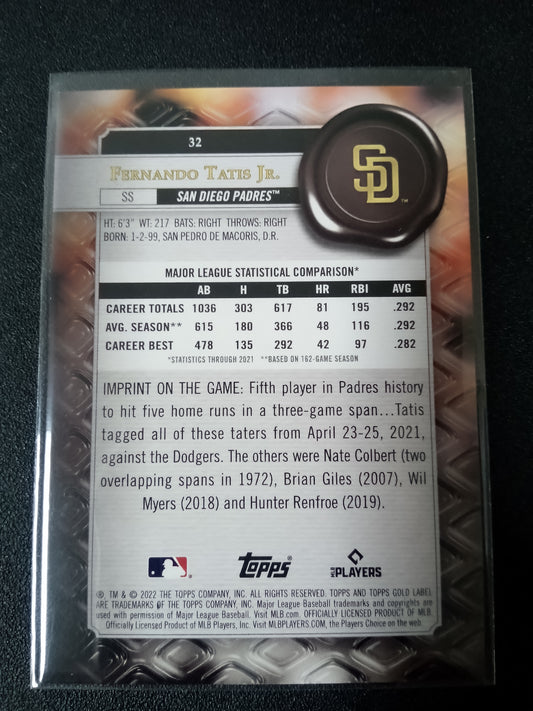 32
FERNANDO TATIS JR.
SS SAN DIEGO PADRES™
SD™
HT: 6'3" WT: 217 BATS: RIGHT THROWS: RIGHT
BORN: 1-2-99, SAN PEDRO DE MACORIS, D.R.
MAJOR LEAGUE STATISTICAL COMPARISON*
AB H TB HR RBI AVG
CAREER TOTALS 1036 303 617 81 195 .292
AVG. SEASON** 615 180 366 48 116 .292
CAREER BEST 478 135 292 42 97 .282
*STATISTICS THROUGH 2021 **BASED ON 162-GAME SEASON
IMPRINT ON THE GAME: Fifth player in Padres history
to hit five home runs in a three-game span...Tatis
tagged all of these taters from April 23-25, 2021,
against the Dodgers. The others were Nate Colbert (two
overlapping spans in 1972), Brian Giles (2007), Wil
Myers (2018) and Hunter Renfroe (2019).
TOPPS MLB PLAYERS
®, TM & © 2022 THE TOPPS COMPANY, INC. ALL RIGHTS RESERVED. TOPPS AND TOPPS GOLD LABEL
ARE TRADEMARKS OF THE TOPPS COMPANY, INC. Major League Baseball trademarks and copyrights are
used with permission of Major League Baseball. Visit MLB.com. OFFICIALLY LICENSED PRODUCT OF MLB PLAYERS, INC.
Officially Licensed Product of MLB Players, Inc. Visit MLBPLAYERS.COM, the Players Choice on the web.